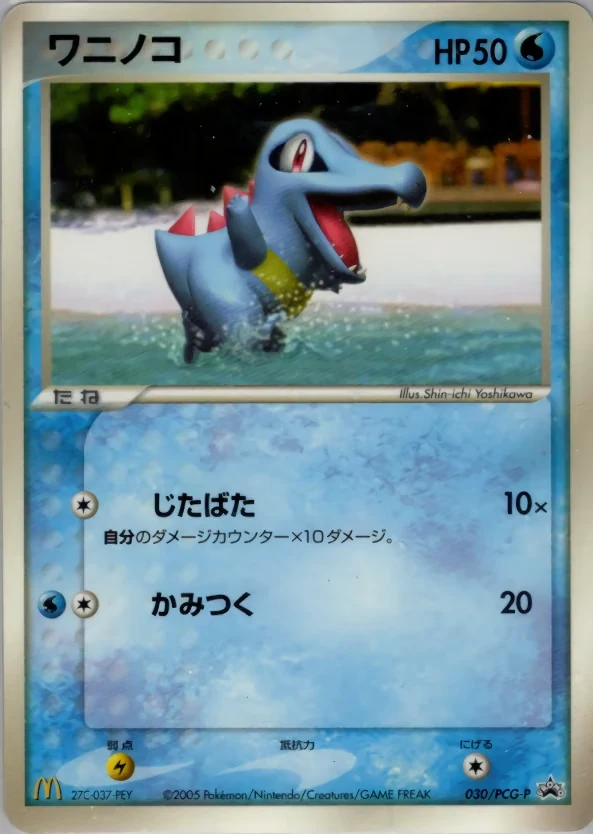 ワニノコ
HP50
たね
Illus.Shin-ichi Yoshikawa
じたばた 10×
自分のダメージカウンター×10ダメージ。
かみつく 20
弱点 抵抗力 にげる
27C-037-PEY ©2005 Pokémon/Nintendo/Creatures/GAME FREAK 030/PCG-P